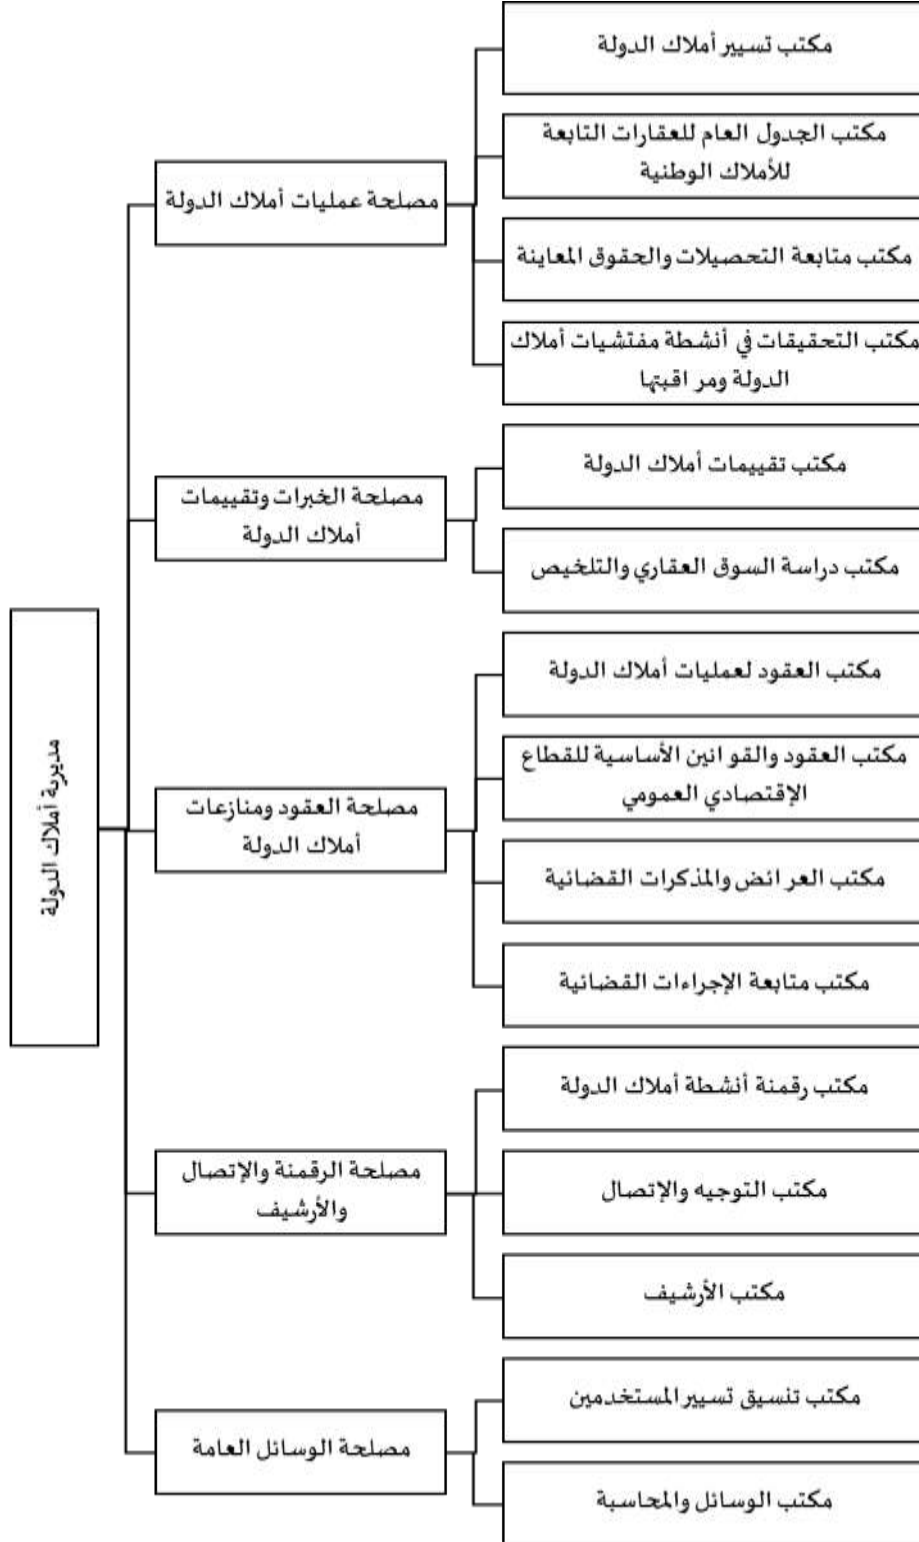 مديرية أملاك الدولة
مصلحة عمليات أملاك الدولة
مكتب تسيير أملاك الدولة
مكتب الجدول العام للعقارات التابعة
للأملاك الوطنية
مكتب متابعة التحصيلات والحقوق المعاينة
مكتب التحقيقات في أنشطة مفتشيات أملاك
الدولة ومراقبتها
مصلحة الخبرات وتقييمات
أملاك الدولة
مكتب تقييمات أملاك الدولة
مكتب دراسة السوق العقاري والتلخيص
مصلحة العقود ومنازعات
أملاك الدولة
مكتب العقود لعمليات أملاك الدولة
مكتب العقود والقوانين الأساسية للقطاع
الإقتصادي العمومي
مكتب العرائض والمذكرات القضائية
مكتب متابعة الإجراءات القضائية
مصلحة الرقمنة والإتصال
والأرشيف
مكتب رقمنة أنشطة أملاك الدولة
مكتب التوجيه والإتصال
مكتب الأرشيف
مصلحة الوسائل العامة
مكتب تنسيق تسيير المستخدمين
مكتب الوسائل والمحاسبة